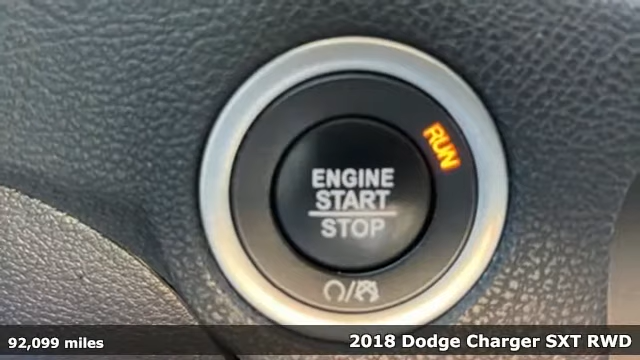 RUN
ENGINE
START
STOP
92,099 miles
2018 Dodge Charger SXT RWD